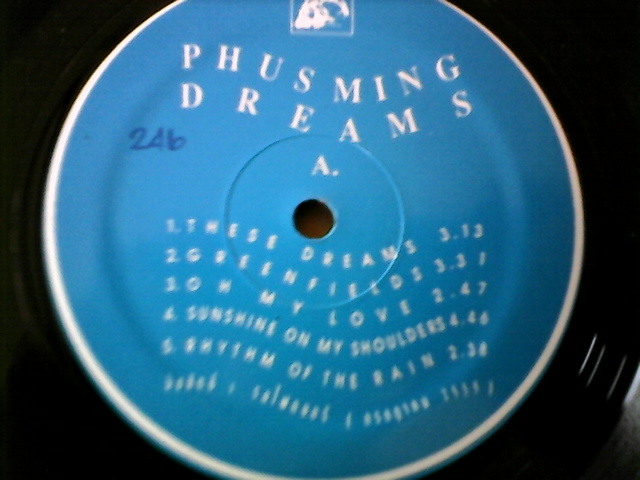 PHUSMING
DREAMS
246
A.
1. THESE DREAMS 3.13
2. GREENFIELDS 3.31
3. OH MY LOVE 2.47
4. SUNSHINE ON MY SHOULDERS 4.46
5. RHYTHM OF THE RAIN 2.38